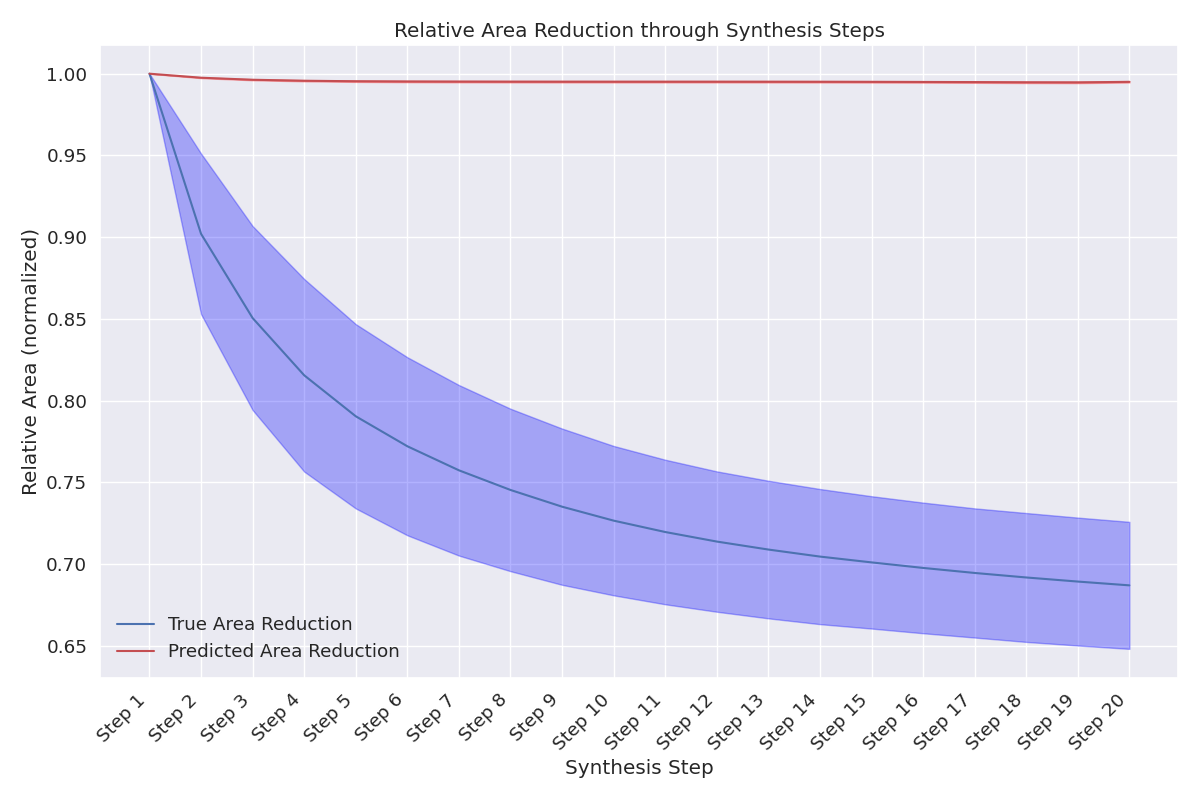 Relative Area Reduction through Synthesis Steps
Relative Area (normalized)
1.00
0.95
0.90
0.85
0.80
0.75
0.70
0.65
True Area Reduction
Predicted Area Reduction
Step 1
Step 2
Step 3
Step 4
Step 5
Step 6
Step 7
Step 8
Step 9
Step 10
Step 11
Step 12
Step 13
Step 14
Step 15
Step 16
Step 17
Step 18
Step 19
Step 20
Synthesis Step